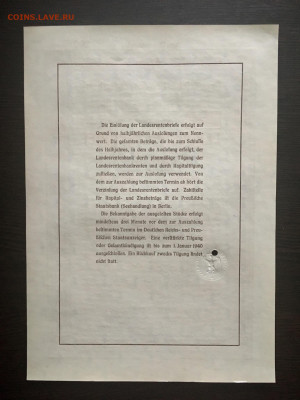 COINS.LAVE.RU
Die Einlösung der Landesrentenbriefe erfolgt auf
Grund von halbjährlichen Auslosungen zum Nenn-
wert. Die gesamten Beträge, die bis zum Schlusse
des Halbjahres, in dem die Auslosung erfolgt, der
Landesrentenbank durch planmäßige Tilgung der
Landesrentenbankrenten und durch Kapitaltilgung
zufließen, werden zur Auslosung verwendet. Von
dem zur Auszahlung bestimmten Termin ab hört die
Verzinsung der Landesrentenbriefe auf. Zahlstelle
für Kapital- und Zinsbeträge ist die Preußische
Staatsbank (Seehandlung) in Berlin.
Die Bekanntgabe der ausgelosten Stücke erfolgt
mindestens drei Monate vor dem zur Auszahlung
bestimmten Termin im Deutschen Reichs- und Preu-
ßischen Staatsanzeiger. Eine verstärkte Tilgung
oder Gesamtkündigung ist bis zum 1. Januar 1940
ausgeschlossen. Ein Rückkauf zwecks Tilgung findet
nicht statt.